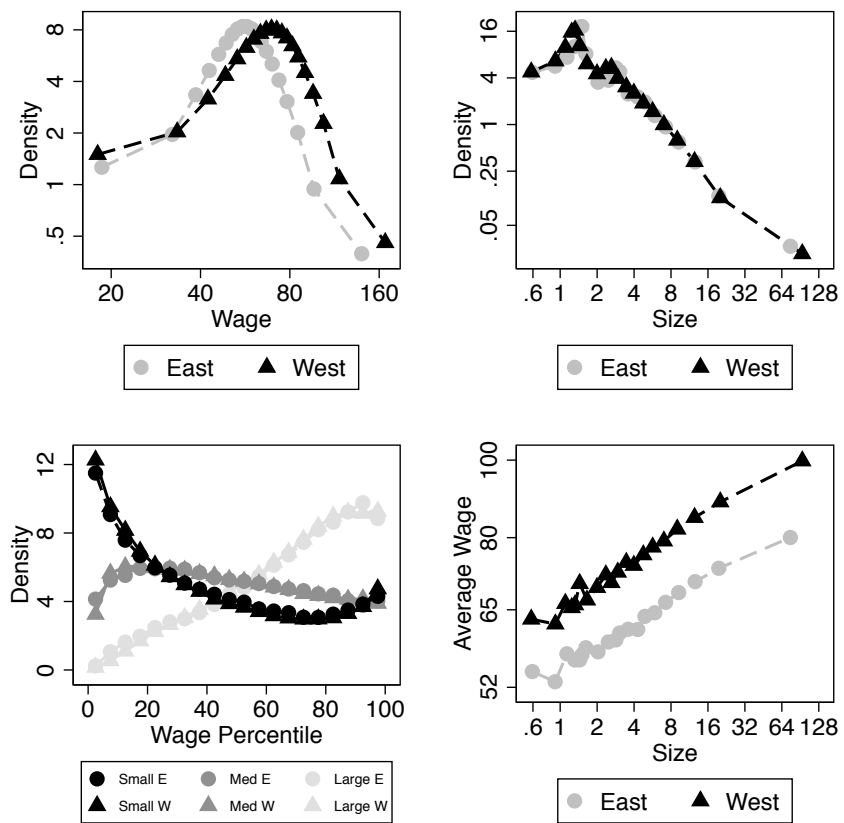 8
4
2
1
.5
Density
20 40 80 160
Wage
East West
16
4
1
.25
.05
Density
.6 1 2 4 8 16 32 64 128
Size
East West
12
8
4
0
Density
0 20 40 60 80 100
Wage Percentile
Small E Med E Large E
Small W Med W Large W
100
80
65
52
Average Wage
.6 1 2 4 8 16 32 64 128
Size
East West